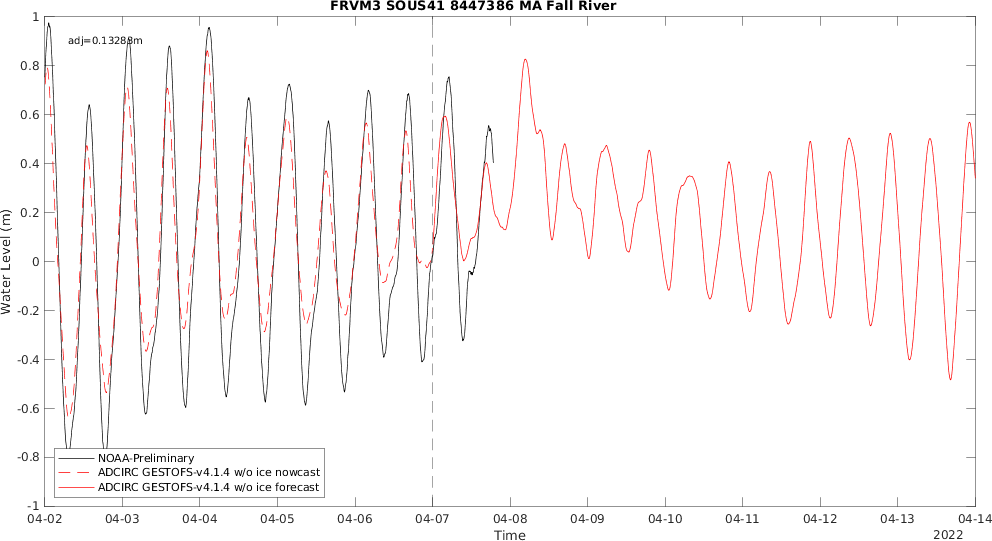 FRVM3 SOUS41 8447386 MA Fall River
adj=0.13288m
Water Level (m)
1
0.8
0.6
0.4
0.2
0
-0.2
-0.4
-0.6
-0.8
-1
NOAA-Preliminary
ADCIRC GESTOFS-v4.1.4 w/o ice nowcast
ADCIRC GESTOFS-v4.1.4 w/o ice forecast
04-02 04-03 04-04 04-05 04-06 04-07 04-08 04-09 04-10 04-11 04-12 04-13 04-14
Time
2022